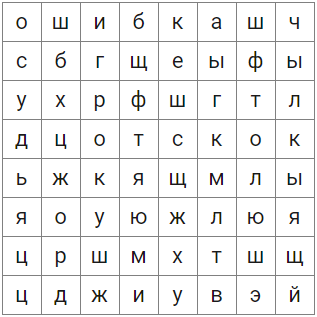 о ш и б к а ш ч
с б г щ е ы ф ы
у х р ф ш г т л
д ц о т с к о к
ь ж к я щ м л ы
я о у ю ж л ю я
ц р ш м х т ш щ
ц д ж и у в э й